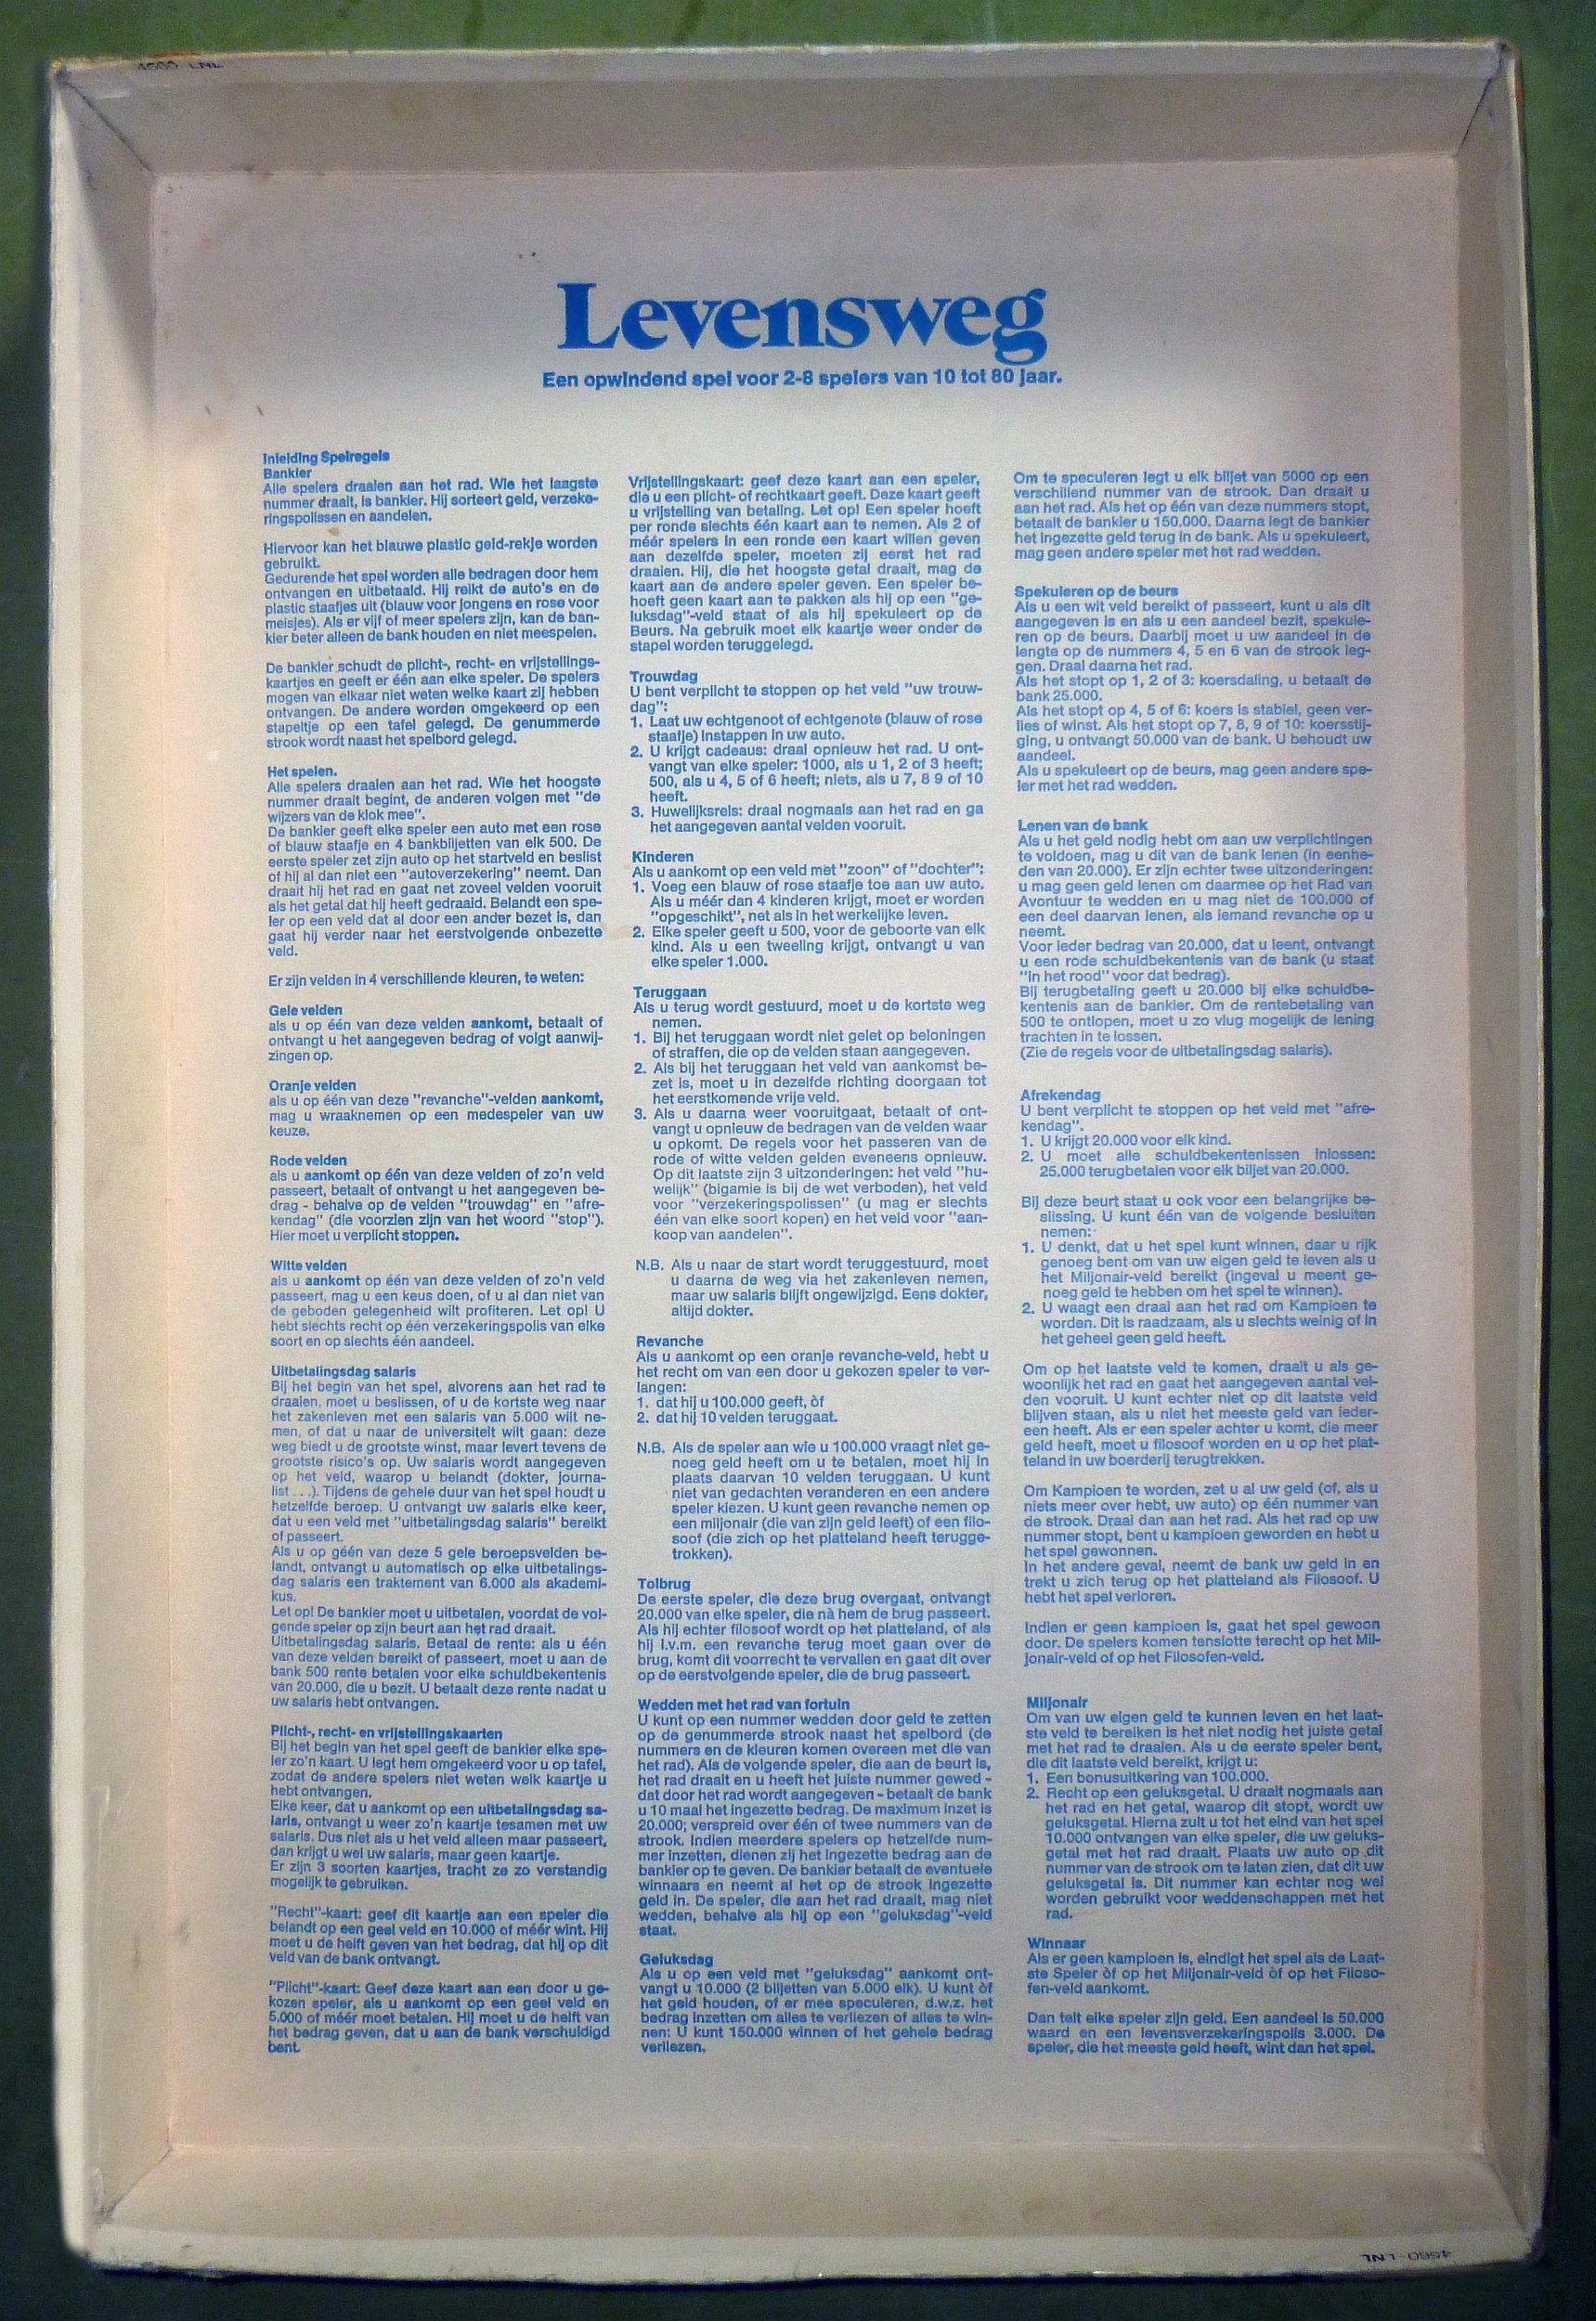 Levensweg
Een opwindend spel voor 2-8 spelers van 10 tot 80 jaar.
Inleiding Spelregels
Bankier
Alle spelers draaien aan het rad. Wie het laagste
nummer draait, is bankier. Hij sorteert geld, verzeke-
ringspolissen en aandelen.
Hiervoor kan het blauwe plastic geld-rekje worden
gebruikt.
Gedurende het spel worden alle bedragen door hem
ontvangen en uitbetaald. Hij reikt de auto's en de
plastic staafjes uit (blauw voor jongens en rose voor
meisjes). Als er vijf of meer spelers zijn, kan de ban-
kier beter alleen de bank houden en niet meespelen.
De bankier schudt de plicht-, recht- en vrijstellings-
kaartjes en geeft er één aan elke speler. De spelers
mogen van elkaar niet weten welke kaart zij hebben
ontvangen. De andere worden omgekeerd op een
stapeltje op een tafel gelegd. De genummerde
strook wordt naast het spelbord gelegd.
Het spelen.
Alle spelers draaien aan het rad. Wie het hoogste
nummer draait begint, de anderen volgen met "de
wijzers van de klok mee".
De bankier geeft elke speler een auto met een rose
of blauw staafje en 4 bankbiljetten van elk 500. De
eerste speler zet zijn auto op het startveld en beslist
of hij al dan niet een "autoverzekering" neemt. Dan
draait hij het rad en gaat net zoveel velden vooruit
als het getal dat hij heeft gedraaid. Belandt een spe-
ler op een veld dat al door een ander bezet is, dan
gaat hij verder naar het eerstvolgende onbezette
veld.
Er zijn velden in 4 verschillende kleuren, te weten:
Gele velden
als u op één van deze velden aankomt, betaalt of
ontvangt u het aangegeven bedrag of volgt aanwij-
zingen op.
Oranje velden
als u op één van deze "revanche"-velden aankomt,
mag u wraaknemen op een medespeler van uw
keuze.
Rode velden
als u aankomt op één van deze velden of zo'n veld
passeert, betaalt of ontvangt u het aangegeven be-
drag - behalve op de velden "trouwdag" en "afre-
kendag" (die voorzien zijn van het woord "stop").
Hier moet u verplicht stoppen.
Witte velden
als u aankomt op één van deze velden of zo'n veld
passeert, mag u een keus doen, of u al dan niet van
de geboden gelegenheid wilt profiteren. Let op! U
hebt slechts recht op één verzekeringspolis van elke
soort en op slechts één aandeel.
Uitbetalingsdag salaris
Bij het begin van het spel, alvorens aan het rad te
draaien, moet u beslissen, of u de kortste weg naar
het zakenleven met een salaris van 5.000 wilt ne-
men, of dat u naar de universiteit wilt gaan: deze
weg biedt u de grootste winst, maar levert tevens de
grootste risico's op. Uw salaris wordt aangegeven
op het veld, waarop u belandt (dokter, journa-
list . . .). Tijdens de gehele duur van het spel houdt u
hetzelfde beroep. U ontvangt uw salaris elke keer,
dat u een veld met "uitbetalingsdag salaris" bereikt
of passeert.
Als u op géén van deze 5 gele beroepsvelden be-
landt, ontvangt u automatisch op elke uitbetalings-
dag salaris een traktement van 6.000 als akademi-
kus.
Let op! De bankier moet u uitbetalen, voordat de vol-
gende speler op zijn beurt aan het rad draait.
Uitbetalingsdag salaris. Betaal de rente: als u één
van deze velden bereikt of passeert, moet u aan de
bank 500 rente betalen voor elke schuldbekentenis
van 20.000, die u bezit. U betaalt deze rente nadat u
uw salaris hebt ontvangen.
Plicht-, recht- en vrijstellingskaarten
Bij het begin van het spel geeft de bankier elke spe-
ler zo'n kaart. U legt hem omgekeerd voor u op tafel,
zodat de andere spelers niet weten welk kaartje u
hebt ontvangen.
Elke keer, dat u aankomt op een uitbetalingsdag sa-
laris, ontvangt u weer zo'n kaartje tesamen met uw
salaris. Dus niet als u het veld alleen maar passeert,
dan krijgt u wel uw salaris, maar geen kaartje.
Er zijn 3 soorten kaartjes, tracht ze zo verstandig
mogelijk te gebruiken.
"Recht"-kaart: geef dit kaartje aan een speler die
belandt op een geel veld en 10.000 of méér wint. Hij
moet u de helft geven van het bedrag, dat hij op dit
veld van de bank ontvangt.
"Plicht"-kaart: Geef deze kaart aan een door u ge-
kozen speler, als u aankomt op een geel veld en
5.000 of méér moet betalen. Hij moet u de helft van
het bedrag geven, dat u aan de bank verschuldigd
bent.
Vrijstellingskaart: geef deze kaart aan een speler,
die u een plicht- of rechtkaart geeft. Deze kaart geeft
u vrijstelling van betaling. Let op! Een speler hoeft
per ronde slechts één kaart aan te nemen. Als 2 of
méér spelers in een ronde een kaart willen geven
aan dezelfde speler, moeten zij eerst het rad
draaien. Hij, die het hoogste getal draait, mag de
kaart aan de andere speler geven. Een speler be-
hoeft geen kaart aan te pakken als hij op een "ge-
luksdag"-veld staat of als hij spekuleert op de
Beurs. Na gebruik moet elk kaartje weer onder de
stapel worden teruggelegd.
Trouwdag
U bent verplicht te stoppen op het veld "uw trouw-
dag":
1. Laat uw echtgenoot of echtgenote (blauw of rose
staafje) instappen in uw auto.
2. U krijgt cadeaus: draai opnieuw het rad. U ont-
vangt van elke speler: 1000, als u 1, 2 of 3 heeft;
500, als u 4, 5 of 6 heeft; niets, als u 7, 8 9 of 10
heeft.
3. Huwelijksreis: draai nogmaals aan het rad en ga
het aangegeven aantal velden vooruit.
Kinderen
Als u aankomt op een veld met "zoon" of "dochter":
1. Voeg een blauw of rose staafje toe aan uw auto.
Als u méér dan 4 kinderen krijgt, moet er worden
"opgeschikt", net als in het werkelijke leven.
2. Elke speler geeft u 500, voor de geboorte van elk
kind. Als u een tweeling krijgt, ontvangt u van
elke speler 1.000.
Teruggaan
Als u terug wordt gestuurd, moet u de kortste weg
nemen.
1. Bij het teruggaan wordt niet gelet op beloningen
of straffen, die op de velden staan aangegeven.
2. Als bij het teruggaan het veld van aankomst be-
zet is, moet u in dezelfde richting doorgaan tot
het eerstkomende vrije veld.
3. Als u daarna weer vooruitgaat, betaalt of ont-
vangt u opnieuw de bedragen van de velden waar
u opkomt. De regels voor het passeren van de
rode of witte velden gelden eveneens opnieuw.
Op dit laatste zijn 3 uitzonderingen: het veld "hu-
welijk" (bigamie is bij de wet verboden), het veld
voor "verzekeringspolissen" (u mag er slechts
één van elke soort kopen) en het veld voor "aan-
koop van aandelen".
N.B. Als u naar de start wordt teruggestuurd, moet
u daarna de weg via het zakenleven nemen,
maar uw salaris blijft ongewijzigd. Eens dokter,
altijd dokter.
Revanche
Als u aankomt op een oranje revanche-veld, hebt u
het recht om van een door u gekozen speler te ver-
langen:
1. dat hij u 100.000 geeft, òf
2. dat hij 10 velden teruggaat.
N.B. Als de speler aan wie u 100.000 vraagt niet ge-
noeg geld heeft om u te betalen, moet hij in
plaats daarvan 10 velden teruggaan. U kunt
niet van gedachten veranderen en een andere
speler kiezen. U kunt geen revanche nemen op
een miljonair (die van zijn geld leeft) of een filo-
soof (die zich op het platteland heeft terugge-
trokken).
Tolbrug
De eerste speler, die deze brug overgaat, ontvangt
20.000 van elke speler, die nà hem de brug passeert.
Als hij echter filosoof wordt op het platteland, of als
hij i.v.m. een revanche terug moet gaan over de
brug, komt dit voorrecht te vervallen en gaat dit over
op de eerstvolgende speler, die de brug passeert.
Wedden met het rad van fortuin
U kunt op een nummer wedden door geld te zetten
op de genummerde strook naast het spelbord (de
nummers en de kleuren komen overeen met die van
het rad). Als de volgende speler, die aan de beurt is,
het rad draait en u heeft het juiste nummer gewed -
dat door het rad wordt aangegeven - betaalt de bank
u 10 maal het ingezette bedrag. De maximum inzet is
20.000; verspreid over één of twee nummers van de
strook. Indien meerdere spelers op hetzelfde num-
mer inzetten, dienen zij het ingezette bedrag aan de
bankier op te geven. De bankier betaalt de eventuele
winnaars en neemt al het op de strook ingezette
geld in. De speler, die aan het rad draait, mag niet
wedden, behalve als hij op een "geluksdag"-veld
staat.
Geluksdag
Als u op een veld met "geluksdag" aankomt ont-
vangt u 10.000 (2 biljetten van 5.000 elk). U kunt òf
het geld houden, of er mee speculeren, d.w.z. het
bedrag inzetten om alles te verliezen of alles te win-
nen: U kunt 150.000 winnen of het gehele bedrag
verliezen.
Om te speculeren legt u elk biljet van 5000 op een
verschillend nummer van de strook. Dan draait u
aan het rad. Als het op één van deze nummers stopt,
betaalt de bankier u 150.000. Daarna legt de bankier
het ingezette geld terug in de bank. Als u spekuleert,
mag geen andere speler met het rad wedden.
Spekuleren op de beurs
Als u een wit veld bereikt of passeert, kunt u als dit
aangegeven is en als u een aandeel bezit, spekule-
ren op de beurs. Daarbij moet u uw aandeel in de
lengte op de nummers 4, 5 en 6 van de strook leg-
gen. Draai daarna het rad.
Als het stopt op 1, 2 of 3: koersdaling, u betaalt de
bank 25.000.
Als het stopt op 4, 5 of 6: koers is stabiel, geen ver-
lies of winst. Als het stopt op 7, 8, 9 of 10: koersstij-
ging, u ontvangt 50.000 van de bank. U behoudt uw
aandeel.
Als u spekuleert op de beurs, mag geen andere spe-
ler met het rad wedden.
Lenen van de bank
Als u het geld nodig hebt om aan uw verplichtingen
te voldoen, mag u dit van de bank lenen (in eenhe-
den van 20.000). Er zijn echter twee uitzonderingen:
u mag geen geld lenen om daarmee op het Rad van
Avontuur te wedden en u mag niet de 100.000 of
een deel daarvan lenen, als iemand revanche op u
neemt.
Voor ieder bedrag van 20.000, dat u leent, ontvangt
u een rode schuldbekentenis van de bank (u staat
"in het rood" voor dat bedrag).
Bij terugbetaling geeft u 20.000 bij elke schuldbe-
kentenis aan de bankier. Om de rentebetaling van
500 te ontlopen, moet u zo vlug mogelijk de lening
trachten in te lossen.
(Zie de regels voor de uitbetalingsdag salaris).
Afrekendag
U bent verplicht te stoppen op het veld met "afre-
kendag".
1. U krijgt 20.000 voor elk kind.
2. U moet alle schuldbekentenissen inlossen:
25.000 terugbetalen voor elk biljet van 20.000.
Bij deze beurt staat u ook voor een belangrijke be-
slissing. U kunt één van de volgende besluiten
nemen:
1. U denkt, dat u het spel kunt winnen, daar u rijk
genoeg bent om van uw eigen geld te leven als u
het Miljonair-veld bereikt (ingeval u meent ge-
noeg geld te hebben om het spel te winnen).
2. U waagt een draai aan het rad om Kampioen te
worden. Dit is raadzaam, als u slechts weinig of in
het geheel geen geld heeft.
Om op het laatste veld te komen, draait u als ge-
woonlijk het rad en gaat het aangegeven aantal vel-
den vooruit. U kunt echter niet op dit laatste veld
blijven staan, als u niet het meeste geld van ieder-
een heeft. Als er een speler achter u komt, die meer
geld heeft, moet u filosoof worden en u op het plat-
teland in uw boerderij terugtrekken.
Om Kampioen te worden, zet u al uw geld (of, als u
niets meer over hebt, uw auto) op één nummer van
de strook. Draai dan aan het rad. Als het rad op uw
nummer stopt, bent u kampioen geworden en hebt u
het spel gewonnen.
In het andere geval, neemt de bank uw geld in en
trekt u zich terug op het platteland als Filosoof. U
hebt het spel verloren.
Indien er geen kampioen is, gaat het spel gewoon
door. De spelers komen tenslotte terecht op het Mil-
jonair-veld of op het Filosofen-veld.
Miljonair
Om van uw eigen geld te kunnen leven en het laat-
ste veld te bereiken is het niet nodig het juiste getal
met het rad te draaien. Als u de eerste speler bent,
die dit laatste veld bereikt, krijgt u:
1. Een bonusuitkering van 100.000.
2. Recht op een geluksgetal. U draait nogmaals aan
het rad en het getal, waarop dit stopt, wordt uw
geluksgetal. Hierna zult u tot het eind van het spel
10.000 ontvangen van elke speler, die uw geluks-
getal met het rad draait. Plaats uw auto op dit
nummer van de strook om te laten zien, dat dit uw
geluksgetal is. Dit nummer kan echter nog wel
worden gebruikt voor weddenschappen met het
rad.
Winnaar
Als er geen kampioen is, eindigt het spel als de Laat-
ste Speler òf op het Miljonair-veld òf op het Filoso-
fen-veld aankomt.
Dan telt elke speler zijn geld. Een aandeel is 50.000
waard en een levensverzekeringspolis 3.000. De
speler, die het meeste geld heeft, wint dan het spel.
4560 LNL